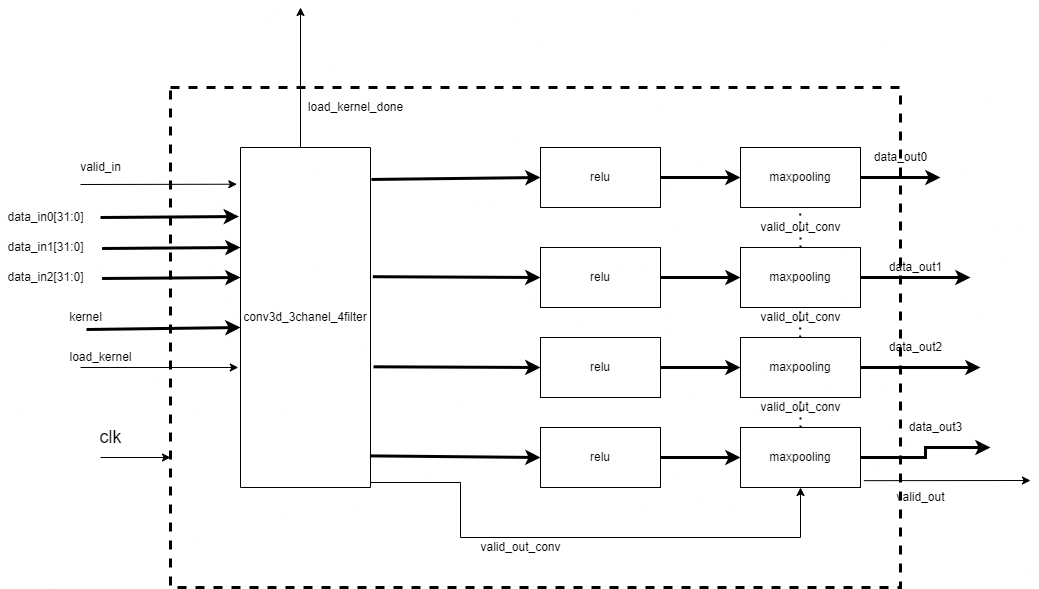 load_kernel_done
valid_in
relu
maxpooling
data_out0
data_in0[31:0]
valid_out_conv
data_in1[31:0]
data_in2[31:0]
relu
maxpooling
data_out1
kernel
conv3d_3chanel_4filter
valid_out_conv
load_kernel
relu
maxpooling
data_out2
valid_out_conv
clk
relu
maxpooling
data_out3
valid_out
valid_out_conv